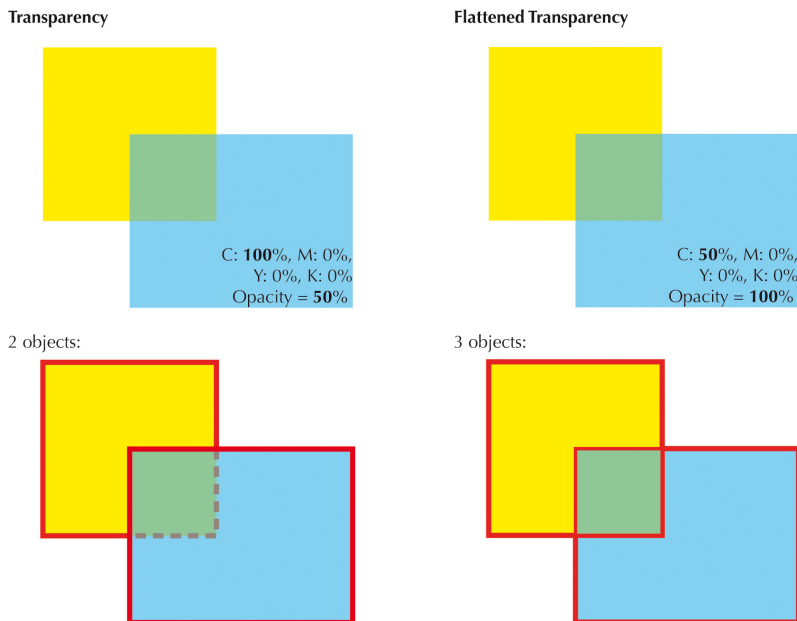 Transparency
Flattened Transparency
C: 100%, M: 0%,
Y: 0%, K: 0%
Opacity = 50%
C: 50%, M: 0%,
Y: 0%, K: 0%
Opacity = 100%
2 objects:
3 objects: